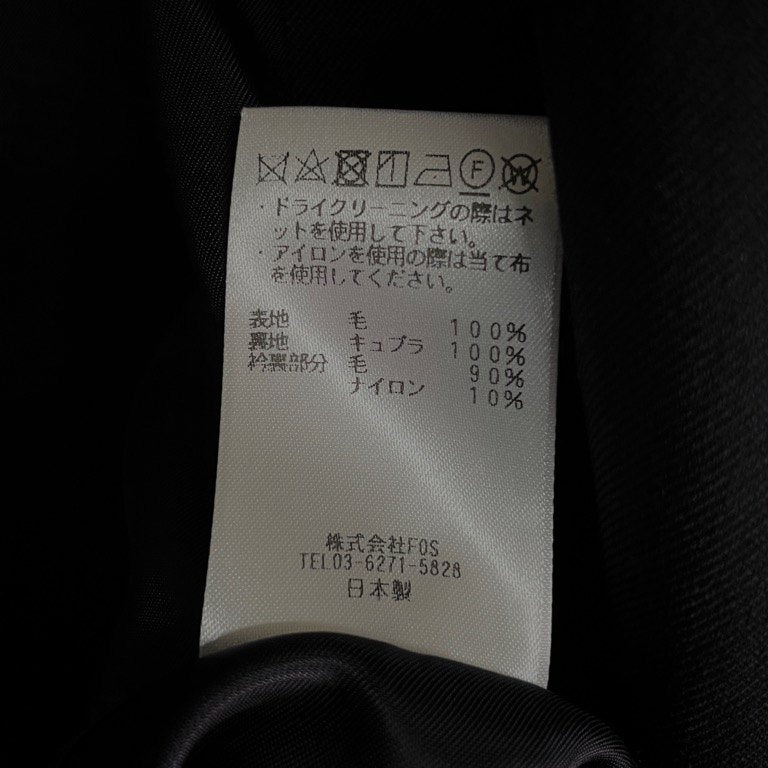 F W
・ドライクリーニングの際はネ
ットを使用して下さい。
・アイロンを使用の際は当て布
を使用してください。
表地 毛 100%
裏地 キュプラ 100%
衿裏部分 毛 90%
ナイロン 10%
株式会社FOS
TEL03-6271-5828
日本製